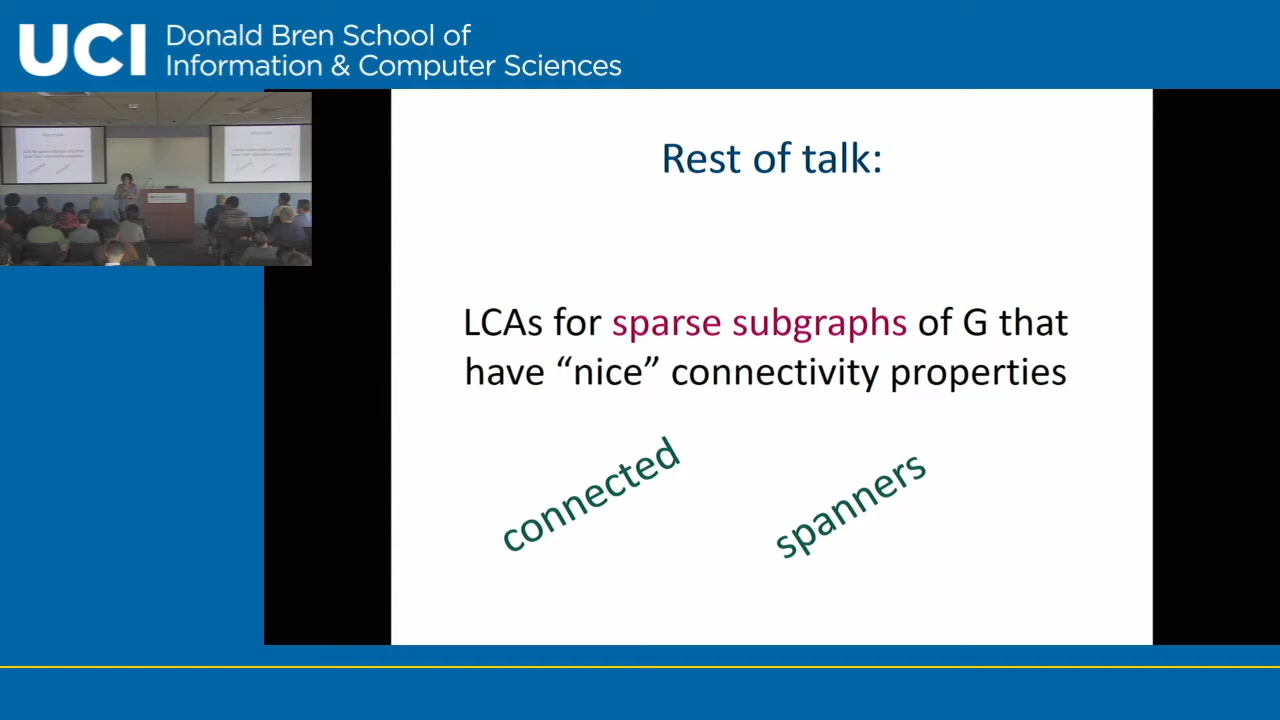 UCI
Donald Bren School of
Information & Computer Sciences
Rest of talk:
LCAs for sparse subgraphs of G that
have “nice” connectivity properties
connected
spanners